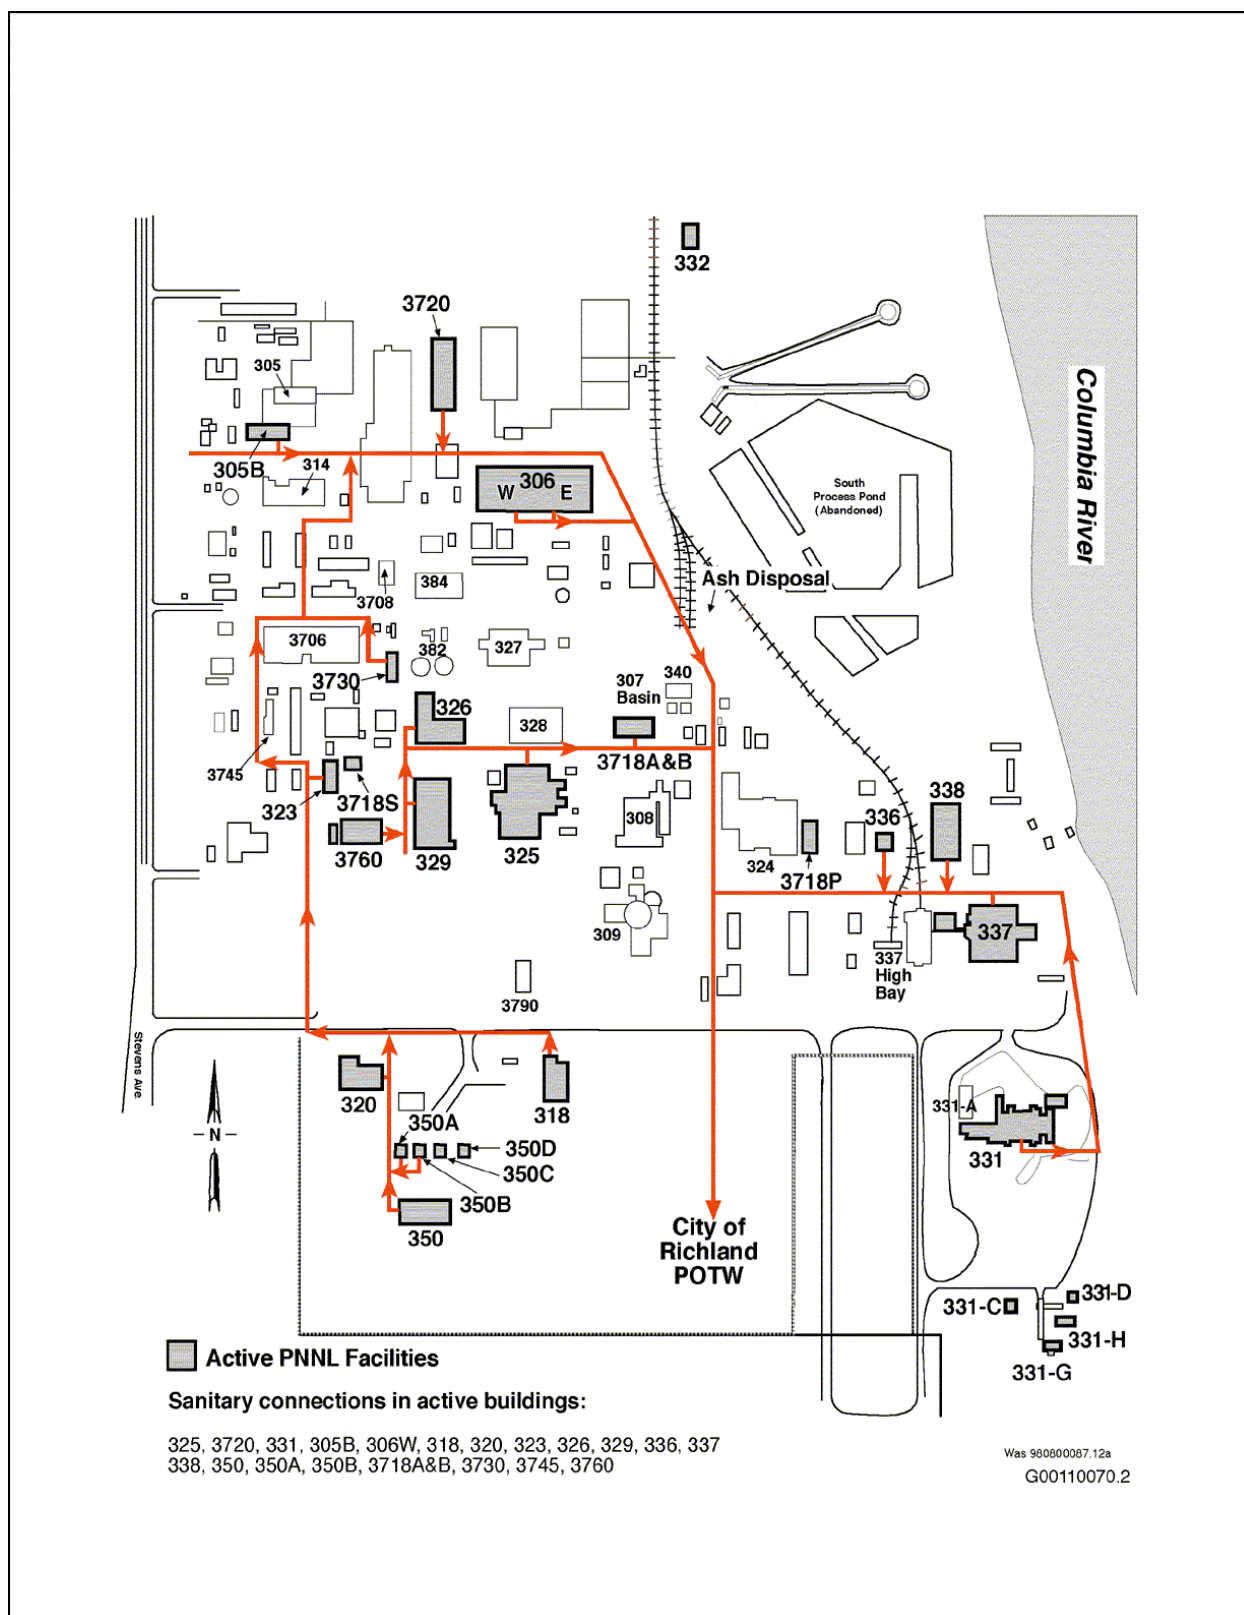 332
3720
305
Columbia River
305B
314
306
W E
South
Process Pond
(Abandoned)
Ash Disposal
3708
384
3706
382
327
3730
307
Basin
340
326
328
3745
3718A&B
323
3718S
3760
329
325
308
324
3718P
336
338
309
337
337
High
Bay
3790
Stevens Ave.
N
320
318
350A
350D
350C
350B
350
331-A
331
City of
Richland
POTW
331-C
331-D
331-H
331-G
Active PNNL Facilities
Sanitary connections in active buildings:
325, 3720, 331, 305B, 306W, 318, 320, 323, 326, 329, 336, 337
338, 350, 350A, 350B, 3718A&B, 3730, 3745, 3760
Was 980800087.12a
G00110070.2